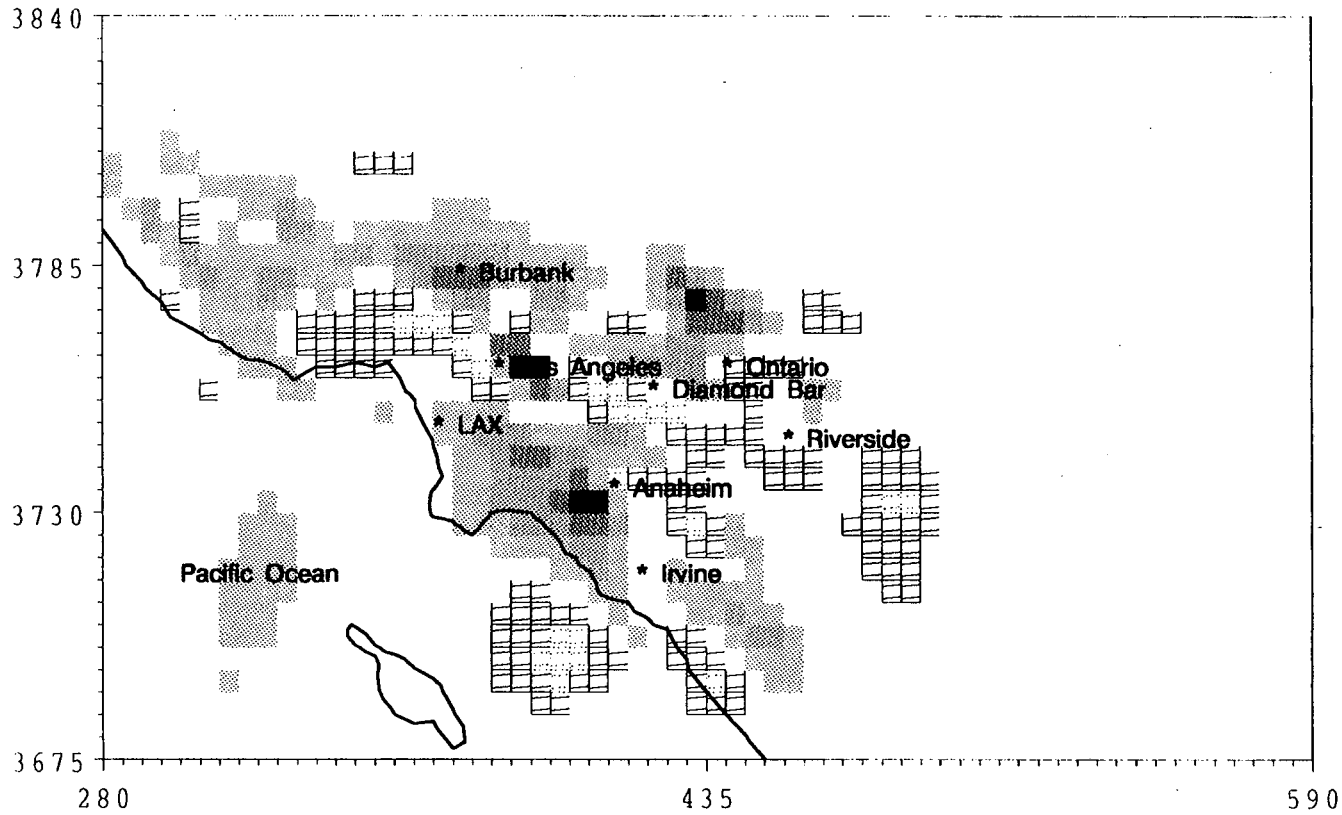 3840
3785
* Burbank
* Los Angeles
* Ontario
* Diamond Bar
* LAX
* Riverside
* Anaheim
3730
* Irvine
Pacific Ocean
3675
280 435 590